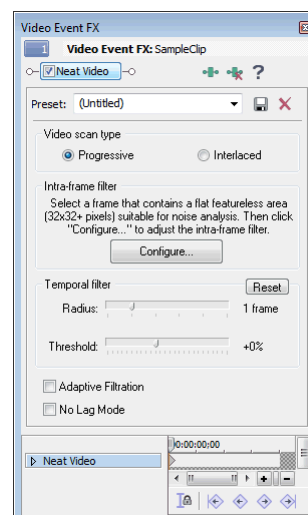 Video Event FX
1 Video Event FX: SampleClip
Neat Video ?
Preset: (Untitled)
Video scan type
Progressive Interlaced
Intra-frame filter
Select a frame that contains a flat featureless area
(32x32+ pixels) suitable for noise analysis. Then click
"Configure..." to adjust the intra-frame filter.
Configure...
Temporal filter Reset
Radius: 1 frame
Threshold: +0%
Adaptive Filtration
No Lag Mode
0:00:00;00
Neat Video